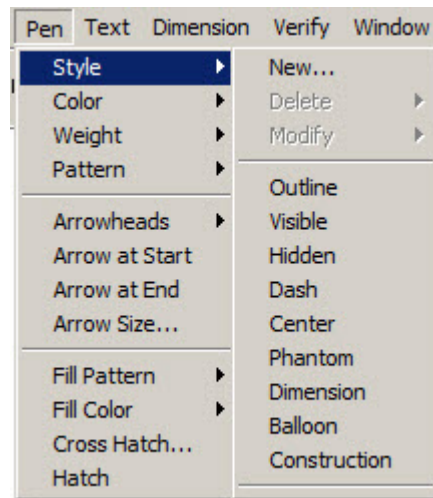 Pen Text Dimension Verify Window
Style
Color
Weight
Pattern
Arrowheads
Arrow at Start
Arrow at End
Arrow Size...
Fill Pattern
Fill Color
Cross Hatch...
Hatch
New...
Delete
Modify
Outline
Visible
Hidden
Dash
Center
Phantom
Dimension
Balloon
Construction